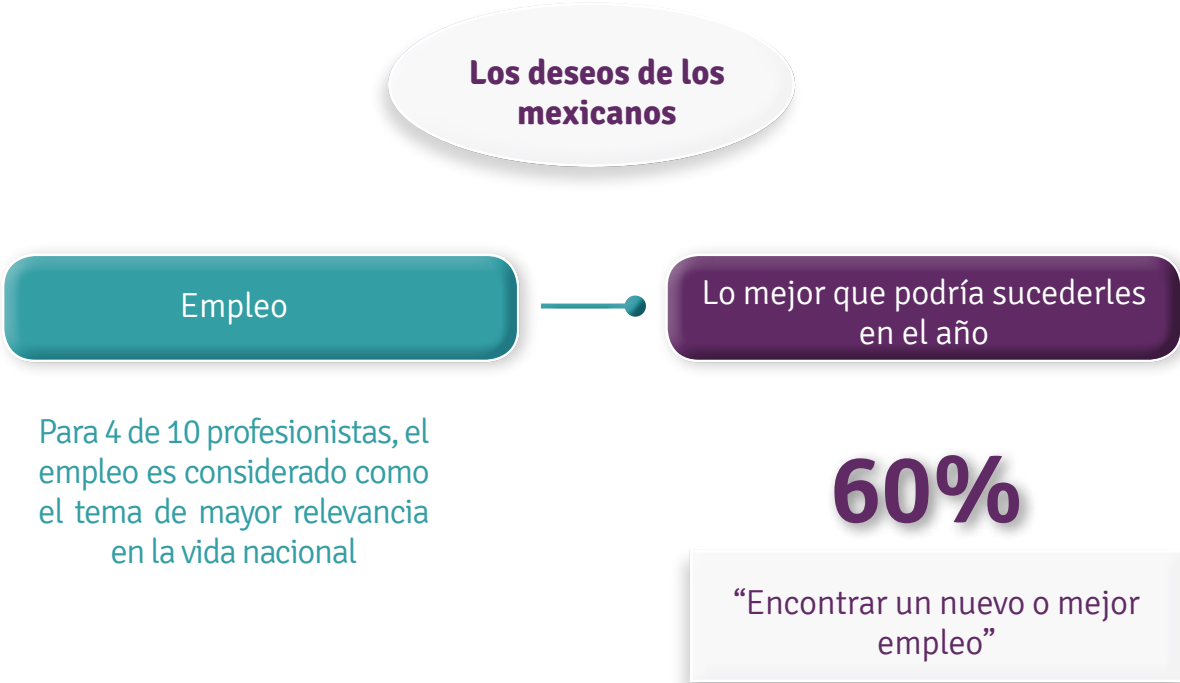 Los deseos de los
mexicanos
Empleo
Lo mejor que podría sucederles
en el año
Para 4 de 10 profesionistas, el
empleo es considerado como
el tema de mayor relevancia
en la vida nacional
60%
“Encontrar un nuevo o mejor
empleo”